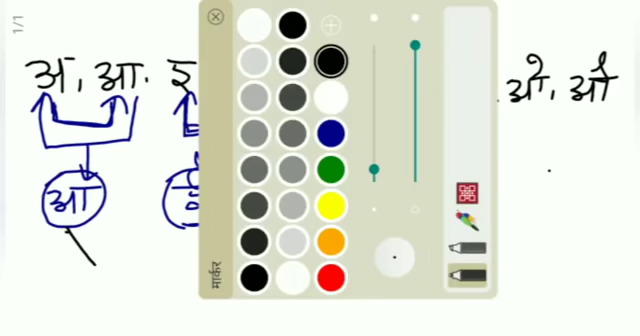 1/1
अ, आ, इ ओ, औ
आ
मार्कर